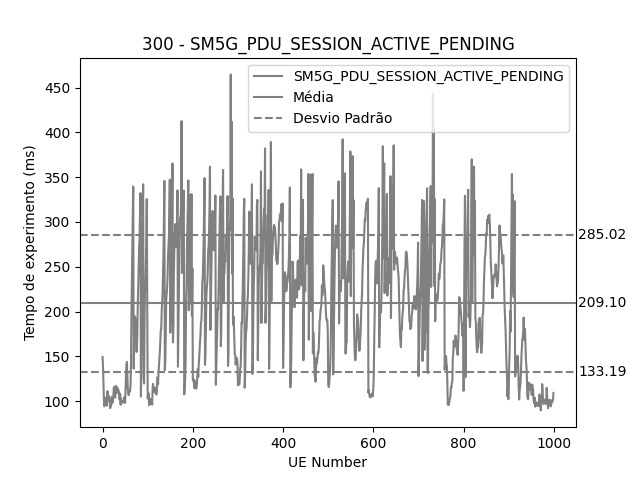 300 - SM5G_PDU_SESSION_ACTIVE_PENDING
SM5G_PDU_SESSION_ACTIVE_PENDING
Média
Desvio Padrão
Tempo de experimento (ms)
450
400
350
300
250
200
150
100
285.02
209.10
133.19
0 200 400 600 800 1000
UE Number